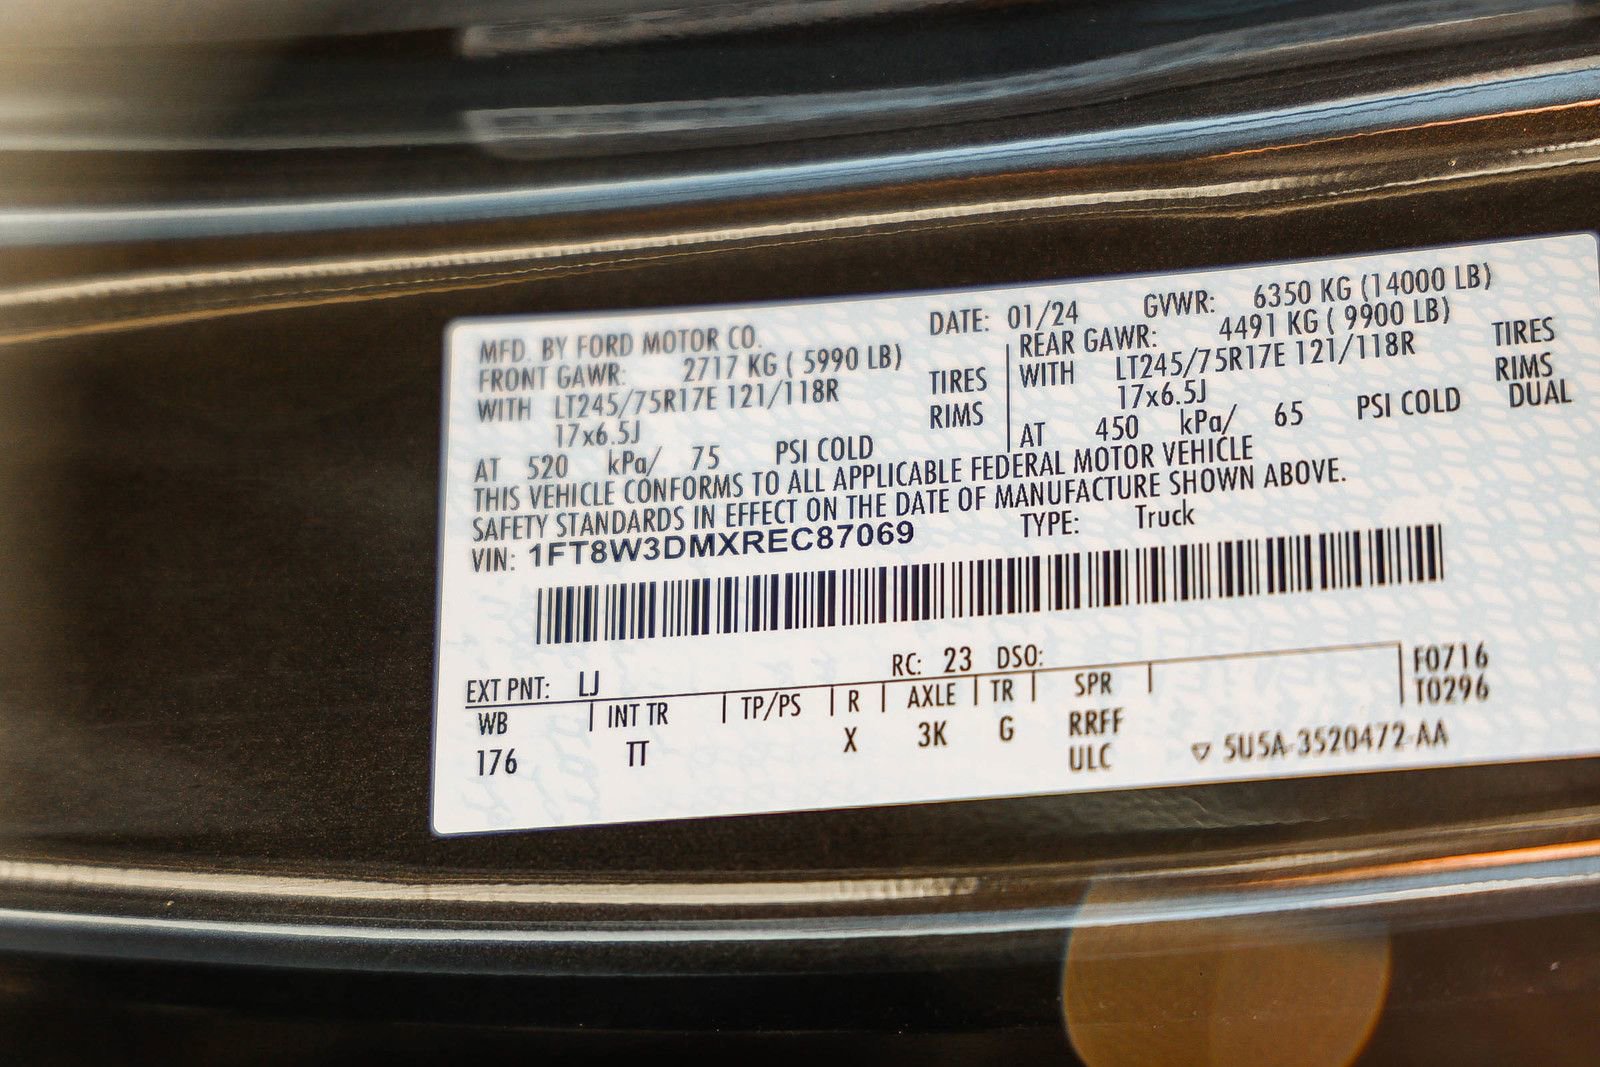 MFD. BY FORD MOTOR CO. DATE: 01/24 GVWR: 6350 KG (14000 LB)
FRONT GAWR: 2717 KG ( 5990 LB)
WITH LT245/75R17E 121/118R TIRES
17x6.5J RIMS
AT 520 kPa/ 75 PSI COLD
REAR GAWR: 4491 KG ( 9900 LB)
WITH LT245/75R17E 121/118R TIRES
17x6.5J RIMS
AT 450 kPa/ 65 PSI COLD DUAL
THIS VEHICLE CONFORMS TO ALL APPLICABLE FEDERAL MOTOR VEHICLE
SAFETY STANDARDS IN EFFECT ON THE DATE OF MANUFACTURE SHOWN ABOVE.
VIN: 1FT8W3DMXREC87069 TYPE: Truck
EXT PNT: LJ RC: 23 DSO:
WB INT TR TP/PS R AXLE TR SPR
176 TT X 3K G RRFF
ULC
F0716
T0296
▽ 5U5A-3520472-AA